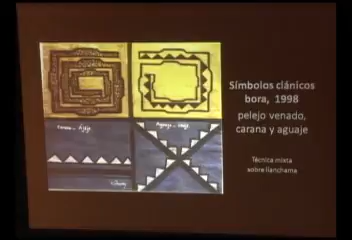 Símbolos clánicos
bora, 1998
pelejo venado,
carana y aguaje
Técnica mixta
sobre llanchama